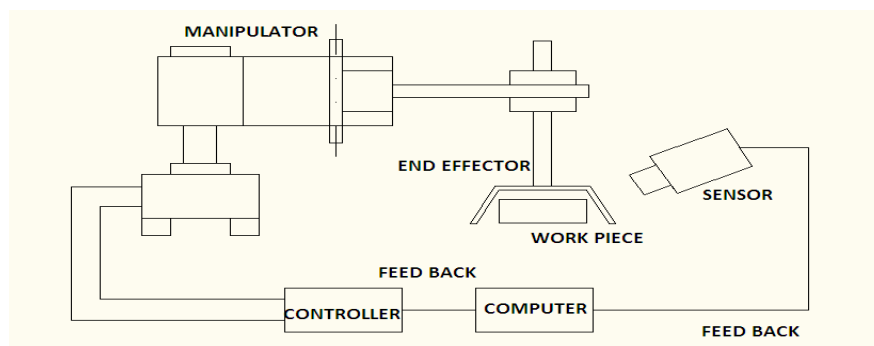 MANIPULATOR
END EFFECTOR
SENSOR
WORK PIECE
FEED BACK
CONTROLLER
COMPUTER
FEED BACK